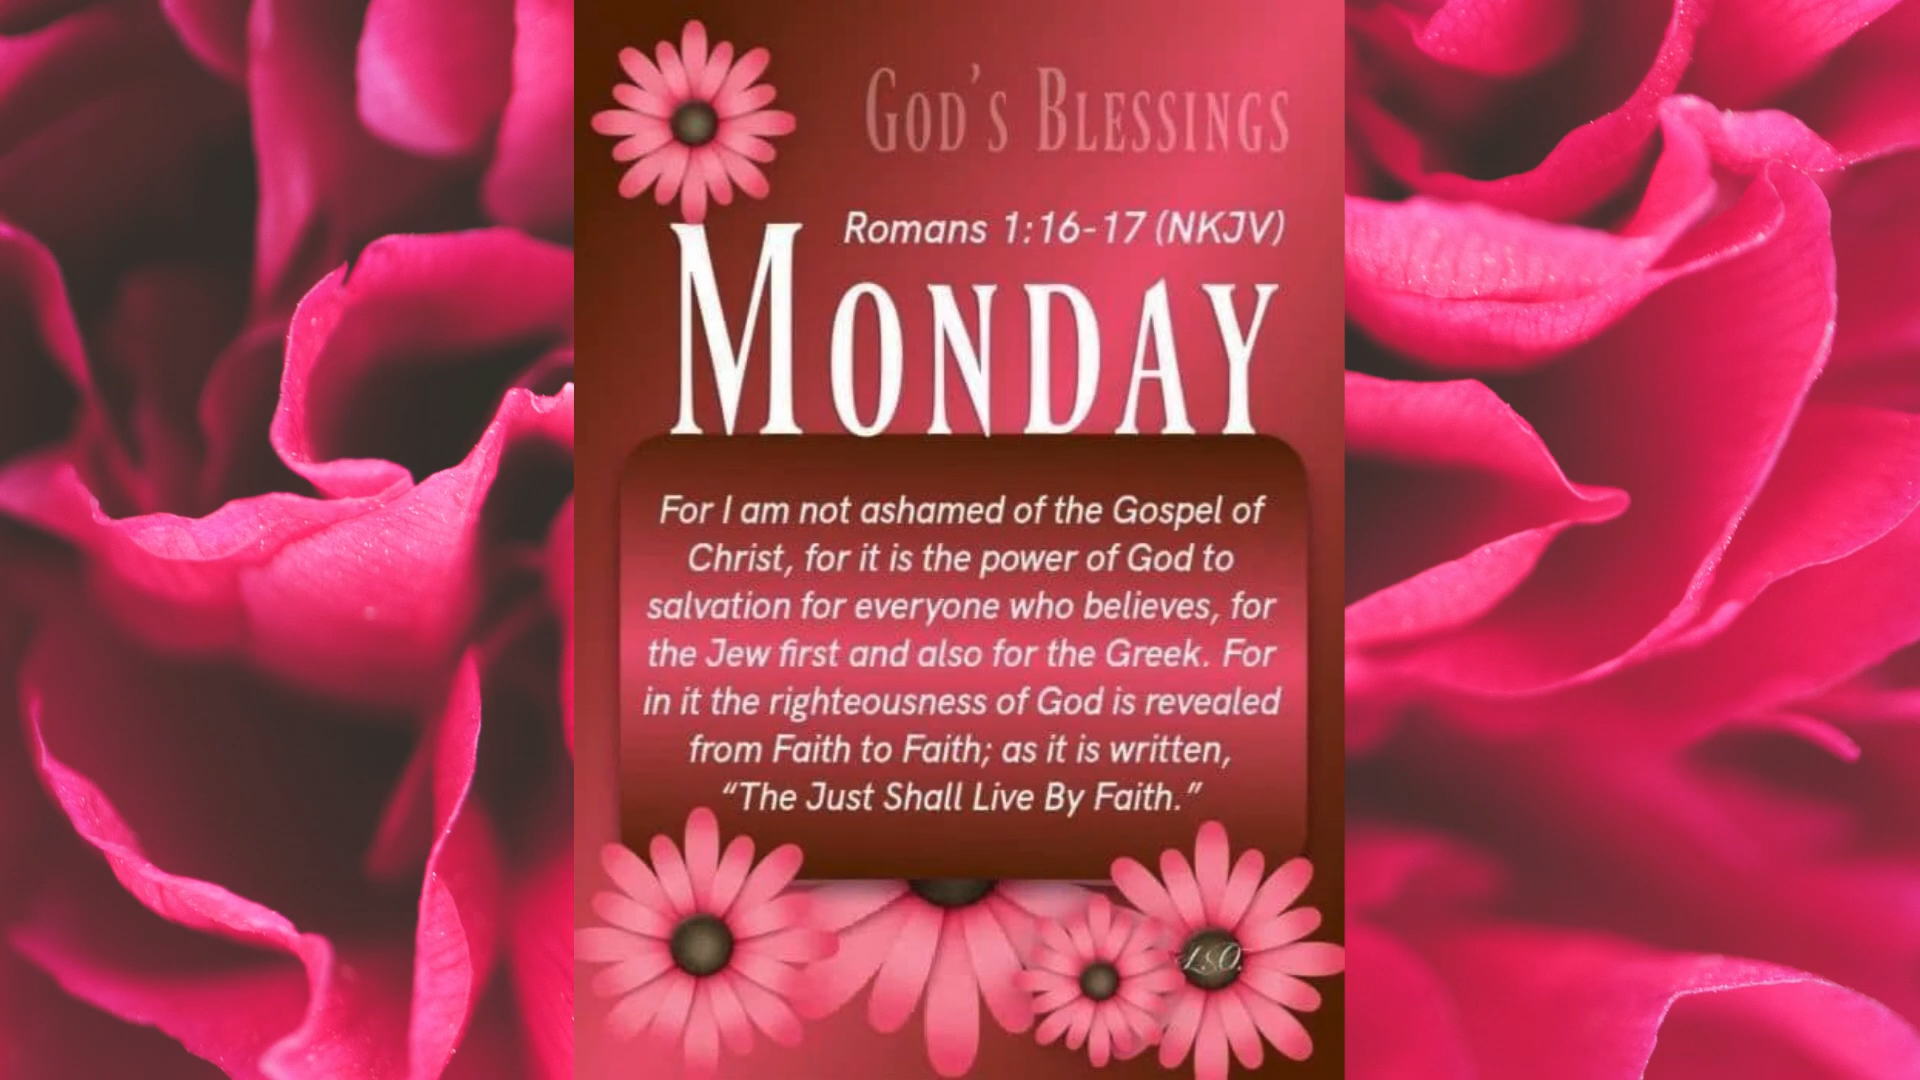 God's Blessings
Romans 1:16-17 (NKJV)
Monday
For I am not ashamed of the Gospel of
Christ, for it is the power of God to
salvation for everyone who believes, for
the Jew first and also for the Greek. For
in it the righteousness of God is revealed
from Faith to Faith; as it is written,
“The Just Shall Live By Faith.”
L&O.